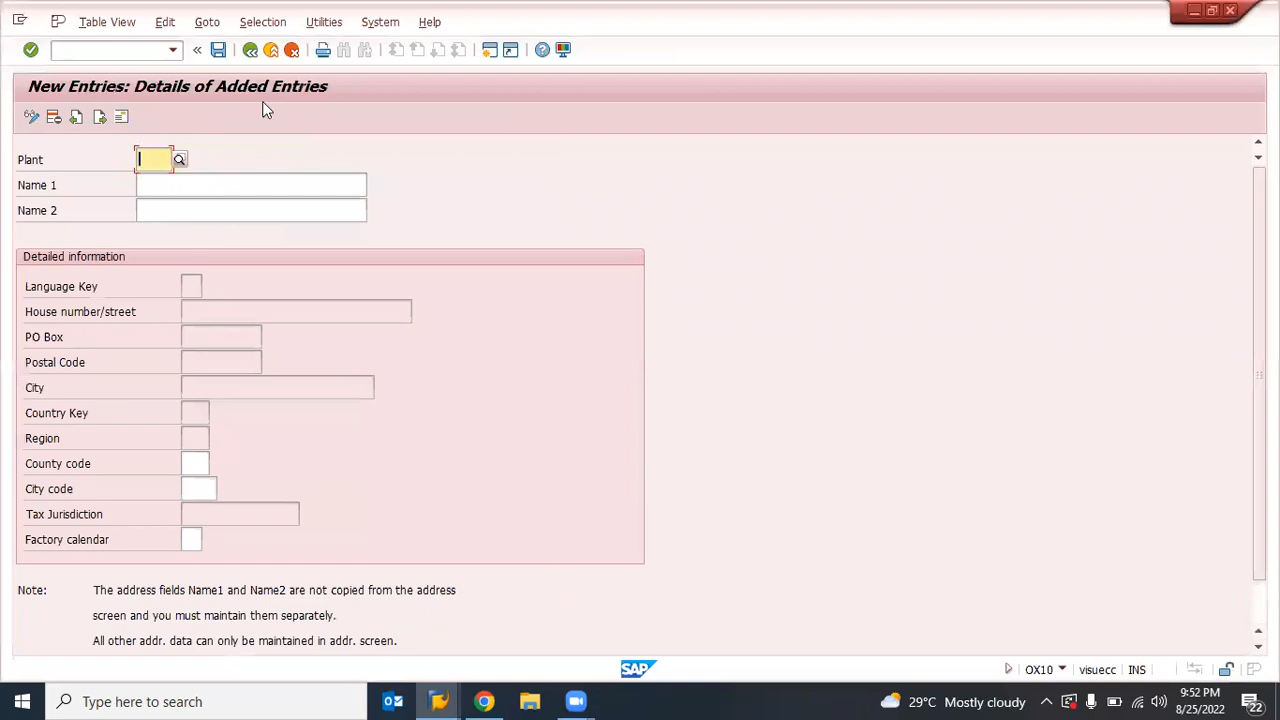 Table View Edit Goto Selection Utilities System Help
New Entries: Details of Added Entries
Plant
Name 1
Name 2
Detailed information
Language Key
House number/street
PO Box
Postal Code
City
Country Key
Region
County code
City code
Tax Jurisdiction
Factory calendar
Note: The address fields Name1 and Name2 are not copied from the address
screen and you must maintain them separately.
All other addr. data can only be maintained in addr. screen.
SAP OX10 visuecc INS
Type here to search 29°C Mostly cloudy 9:52 PM
8/25/2022 22